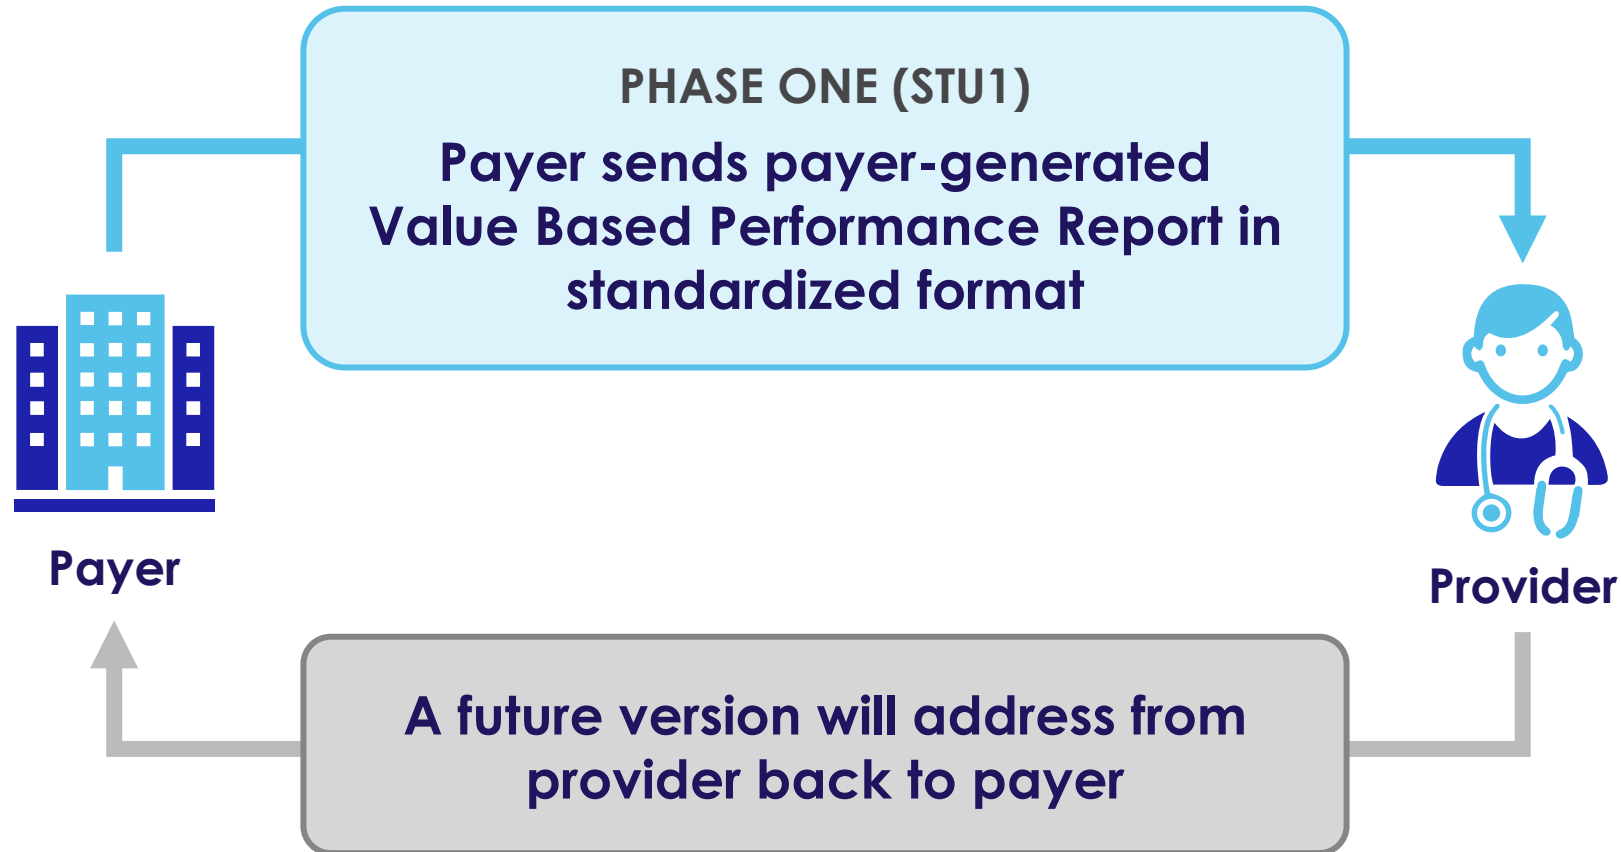 PHASE ONE (STU1)
Payer sends payer-generated
Value Based Performance Report in
standardized format
Payer
Provider
A future version will address from
provider back to payer